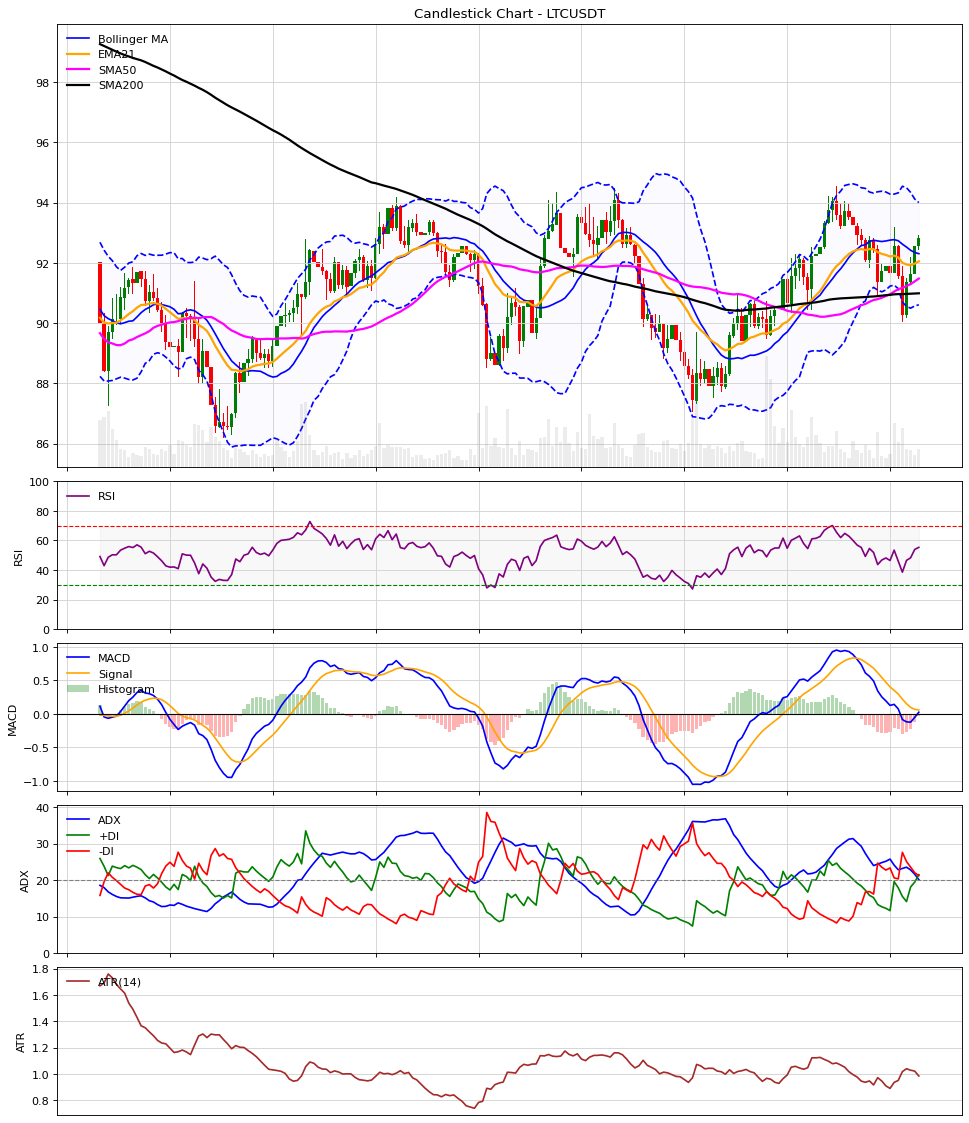 Candlestick Chart - LTCUSDT
Bollinger MA
EMA21
SMA50
SMA200
98
96
94
92
90
88
86
RSI
100
80
60
40
20
0
RSI
MACD
Signal
Histogram
1.0
0.5
0.0
−0.5
−1.0
MACD
ADX
+DI
-DI
40
30
20
10
0
ADX
ATR(14)
1.8
1.6
1.4
1.2
1.0
0.8
ATR